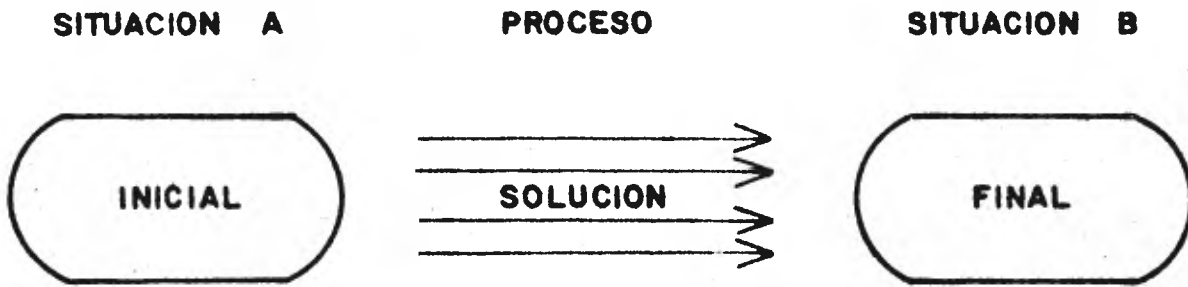 SITUACION A PROCESO SITUACION B
INICIAL SOLUCION FINAL